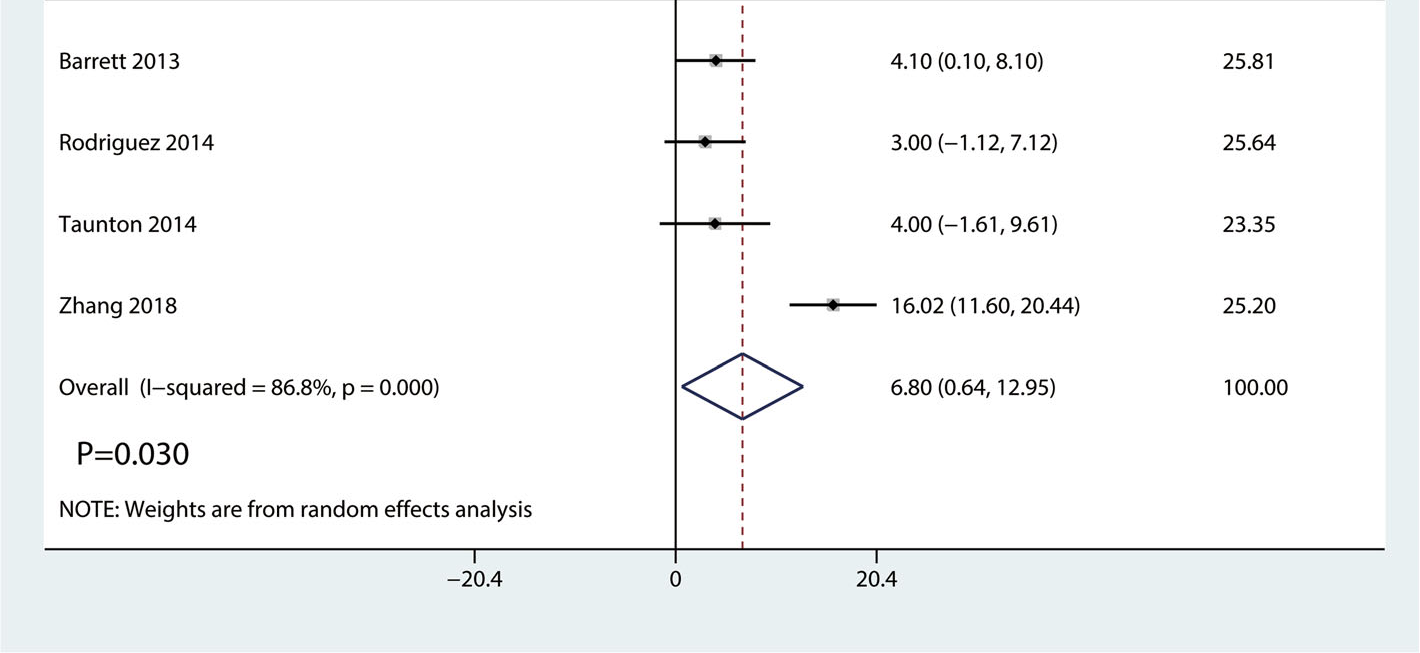 Barrett 2013 4.10 (0.10, 8.10) 25.81
Rodriguez 2014 3.00 (−1.12, 7.12) 25.64
Taunton 2014 4.00 (−1.61, 9.61) 23.35
Zhang 2018 16.02 (11.60, 20.44) 25.20
Overall (I−squared = 86.8%, p = 0.000) 6.80 (0.64, 12.95) 100.00
P=0.030
NOTE: Weights are from random effects analysis
−20.4 0 20.4